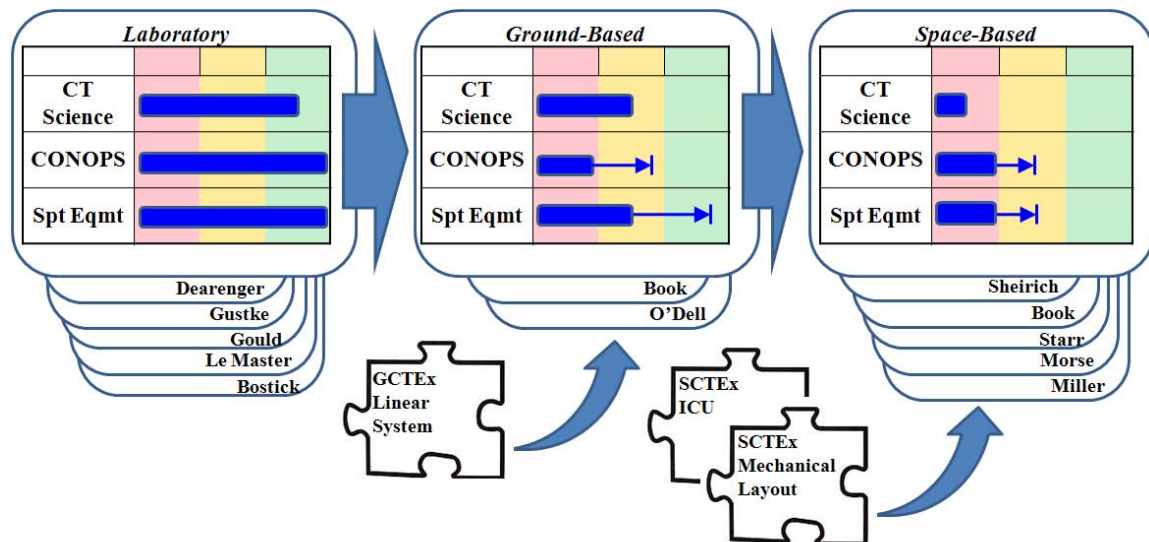 Laboratory
CT
Science
CONOPS
Spt Eqmt
Dearenger
Gustke
Gould
Le Master
Bostick
Ground-Based
CT
Science
CONOPS
Spt Eqmt
Book
O’Dell
Space-Based
CT
Science
CONOPS
Spt Eqmt
Sheirich
Book
Starr
Morse
Miller
GCTEx
Linear
System
SCTEx
ICU
SCTEx
Mechanical
Layout